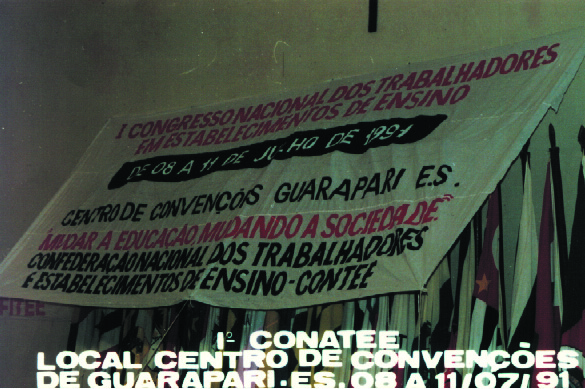 I CONGRESSO NACIONAL DOS TRABALHADORES
EM ESTABELECIMENTOS DE ENSINO
DE 08 A 11 DE JULHO DE 1991
CENTRO DE CONVENÇÕIS GUARAPARI E.S.
"MUDAR A EDUCAÇÃO MUDANDO A SOCIEDADE"
CONFEDERAÇÃO NACIONAL DOS TRABALHADORES
E ESTABELECIMENTOS DE ENSINO-CONTEE
FITEE
1º CONATEE
LOCAL CENTRO DE CONVENÇÕES
DE GUARAPARI.ES. 08 A 11/07/91